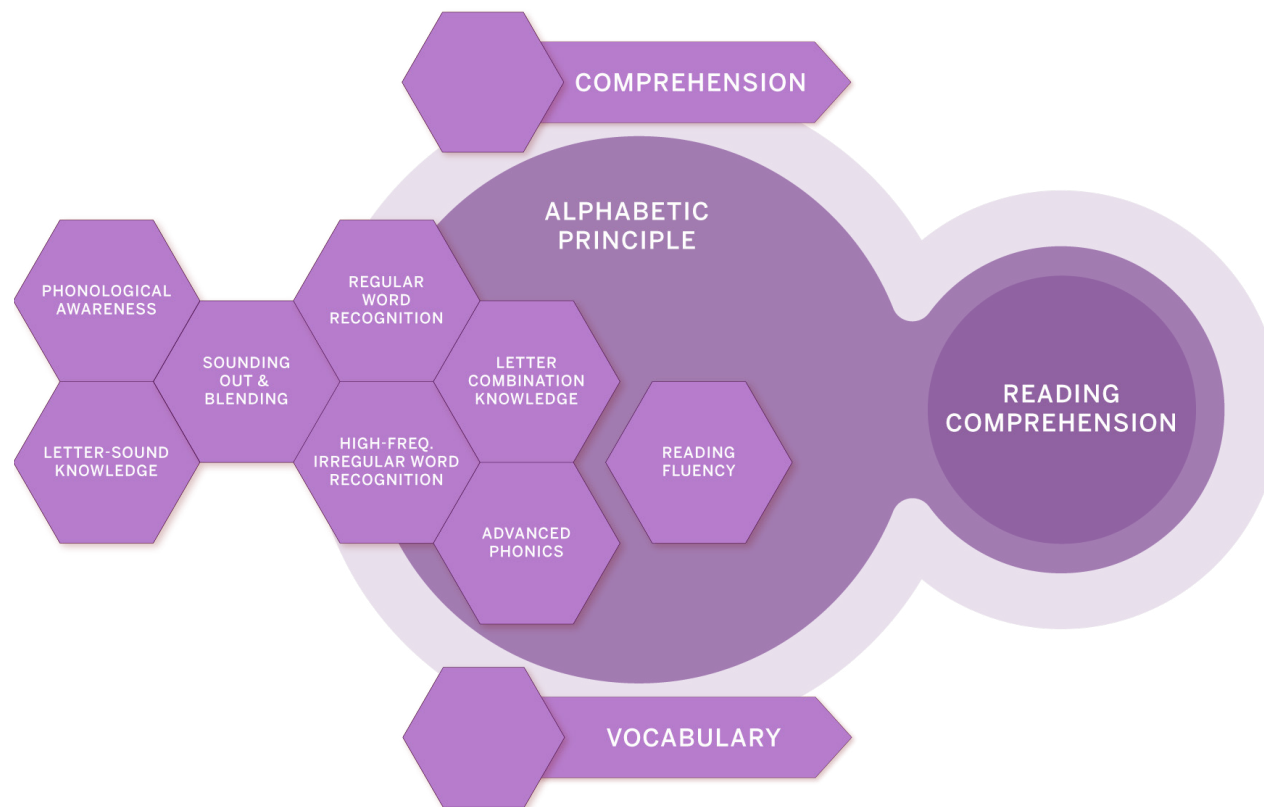 COMPREHENSION
ALPHABETIC
PRINCIPLE
PHONOLOGICAL
AWARENESS
REGULAR
WORD
RECOGNITION
SOUNDING
OUT &
BLENDING
LETTER
COMBINATION
KNOWLEDGE
READING
COMPREHENSION
LETTER-SOUND
KNOWLEDGE
HIGH-FREQ.
IRREGULAR WORD
RECOGNITION
READING
FLUENCY
ADVANCED
PHONICS
VOCABULARY